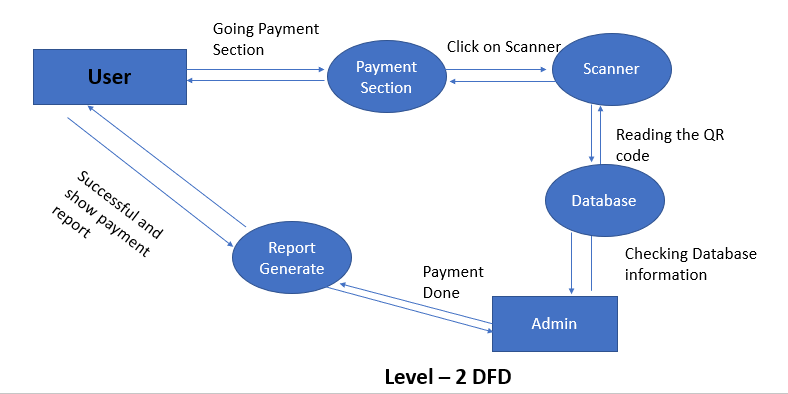 Going Payment
Section
User
Payment
Section
Click on Scanner
Scanner
Reading the QR
code
Database
Checking Database
information
Successful and
show payment
report
Report
Generate
Payment
Done
Admin
Level – 2 DFD